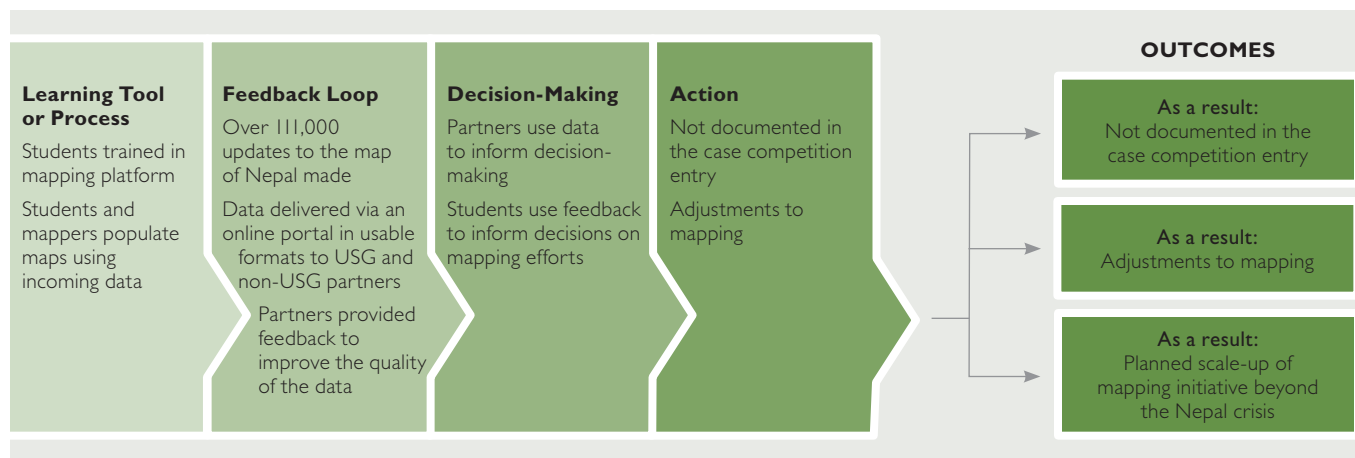 Learning Tool
or Process
Students trained in
mapping platform
Students and
mappers populate
maps using
incoming data
Feedback Loop
Over 111,000
updates to the map
of Nepal made
Data delivered via an
online portal in usable
formats to USG and
non-USG partners
Partners provided
feedback to
improve the quality
of the data
Decision-Making
Partners use data
to inform decision-
making
Students use feedback
to inform decisions on
mapping efforts
Action
Not documented in
the case competition
entry
Adjustments to
mapping
OUTCOMES
As a result:
Not documented in the
case competition entry
As a result:
Adjustments to mapping
As a result:
Planned scale-up of
mapping initiative beyond
the Nepal crisis